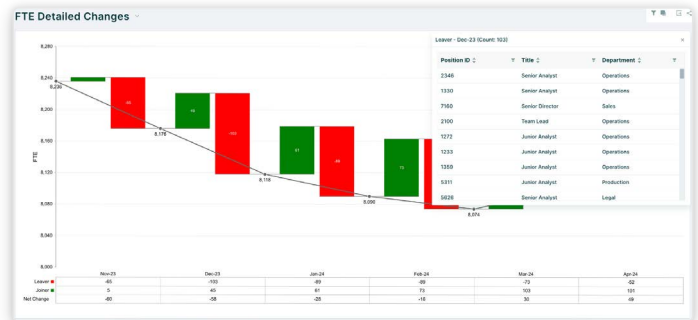 FTE Detailed Changes
Leaver - Dec-23 (Count: 103)
Position ID Title Department
2346 Senior Analyst Operations
1330 Senior Analyst Operations
7160 Senior Director Sales
2100 Team Lead Operations
1272 Junior Analyst Operations
1233 Junior Analyst Operations
1359 Junior Analyst Operations
5311 Junior Analyst Production
5626 Senior Analyst Legal
FTE
8,280
8,240
8,200
8,160
8,120
8,080
8,040
8,000
8,236
8,176
8,118
8,090
8,074
-65
45
-103
61
-89
73
Nov-23 Dec-23 Jan-24 Feb-24 Mar-24 Apr-24
Leaver -65 -103 -89 -89 -73 -52
Joiner 5 45 61 73 103 101
Net Change -60 -58 -28 -16 30 49